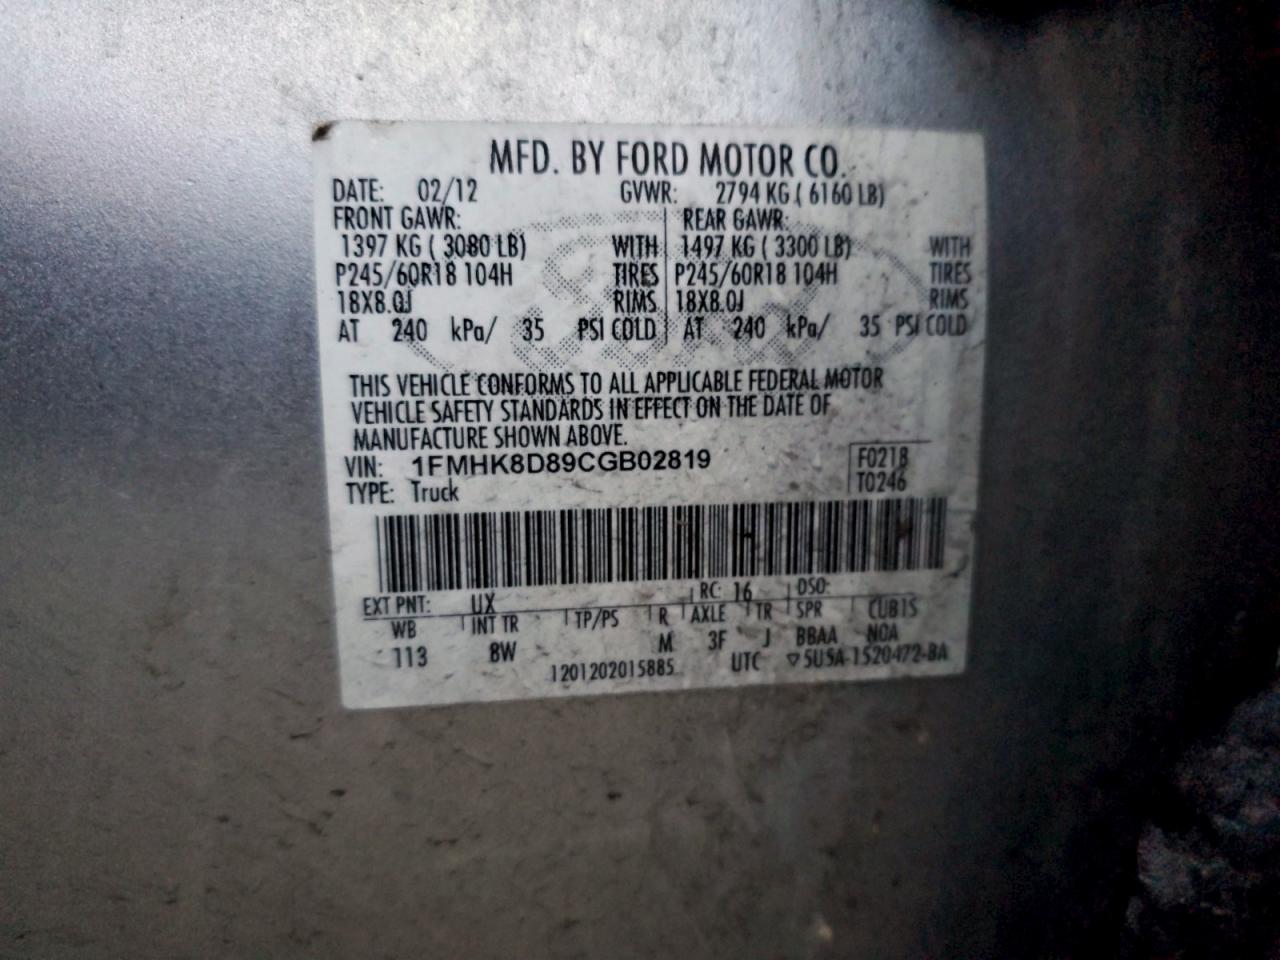 MFD. BY FORD MOTOR CO.
DATE: 02/12 GVWR: 2794 KG ( 6160 LB)
FRONT GAWR: REAR GAWR:
1397 KG ( 3080 LB) WITH 1497 KG ( 3300 LB) WITH
P245/60R18 104H TIRES P245/60R18 104H TIRES
18X8.0J RIMS 18X8.0J RIMS
AT 240 kPa/ 35 PSI COLD AT 240 kPa/ 35 PSI COLD
THIS VEHICLE CONFORMS TO ALL APPLICABLE FEDERAL MOTOR
VEHICLE SAFETY STANDARDS IN EFFECT ON THE DATE OF
MANUFACTURE SHOWN ABOVE.
VIN: 1FMHK8D89CGB02819 F0218
TYPE: Truck T0246
EXT PNT: UX RC: 16 DSO:
WB INT TR TP/PS R AXLE TR SPR CUBIS
113 8W M 3F J BBAA NOA
1201202015885 UTC ▽5U5A-1520472-BA